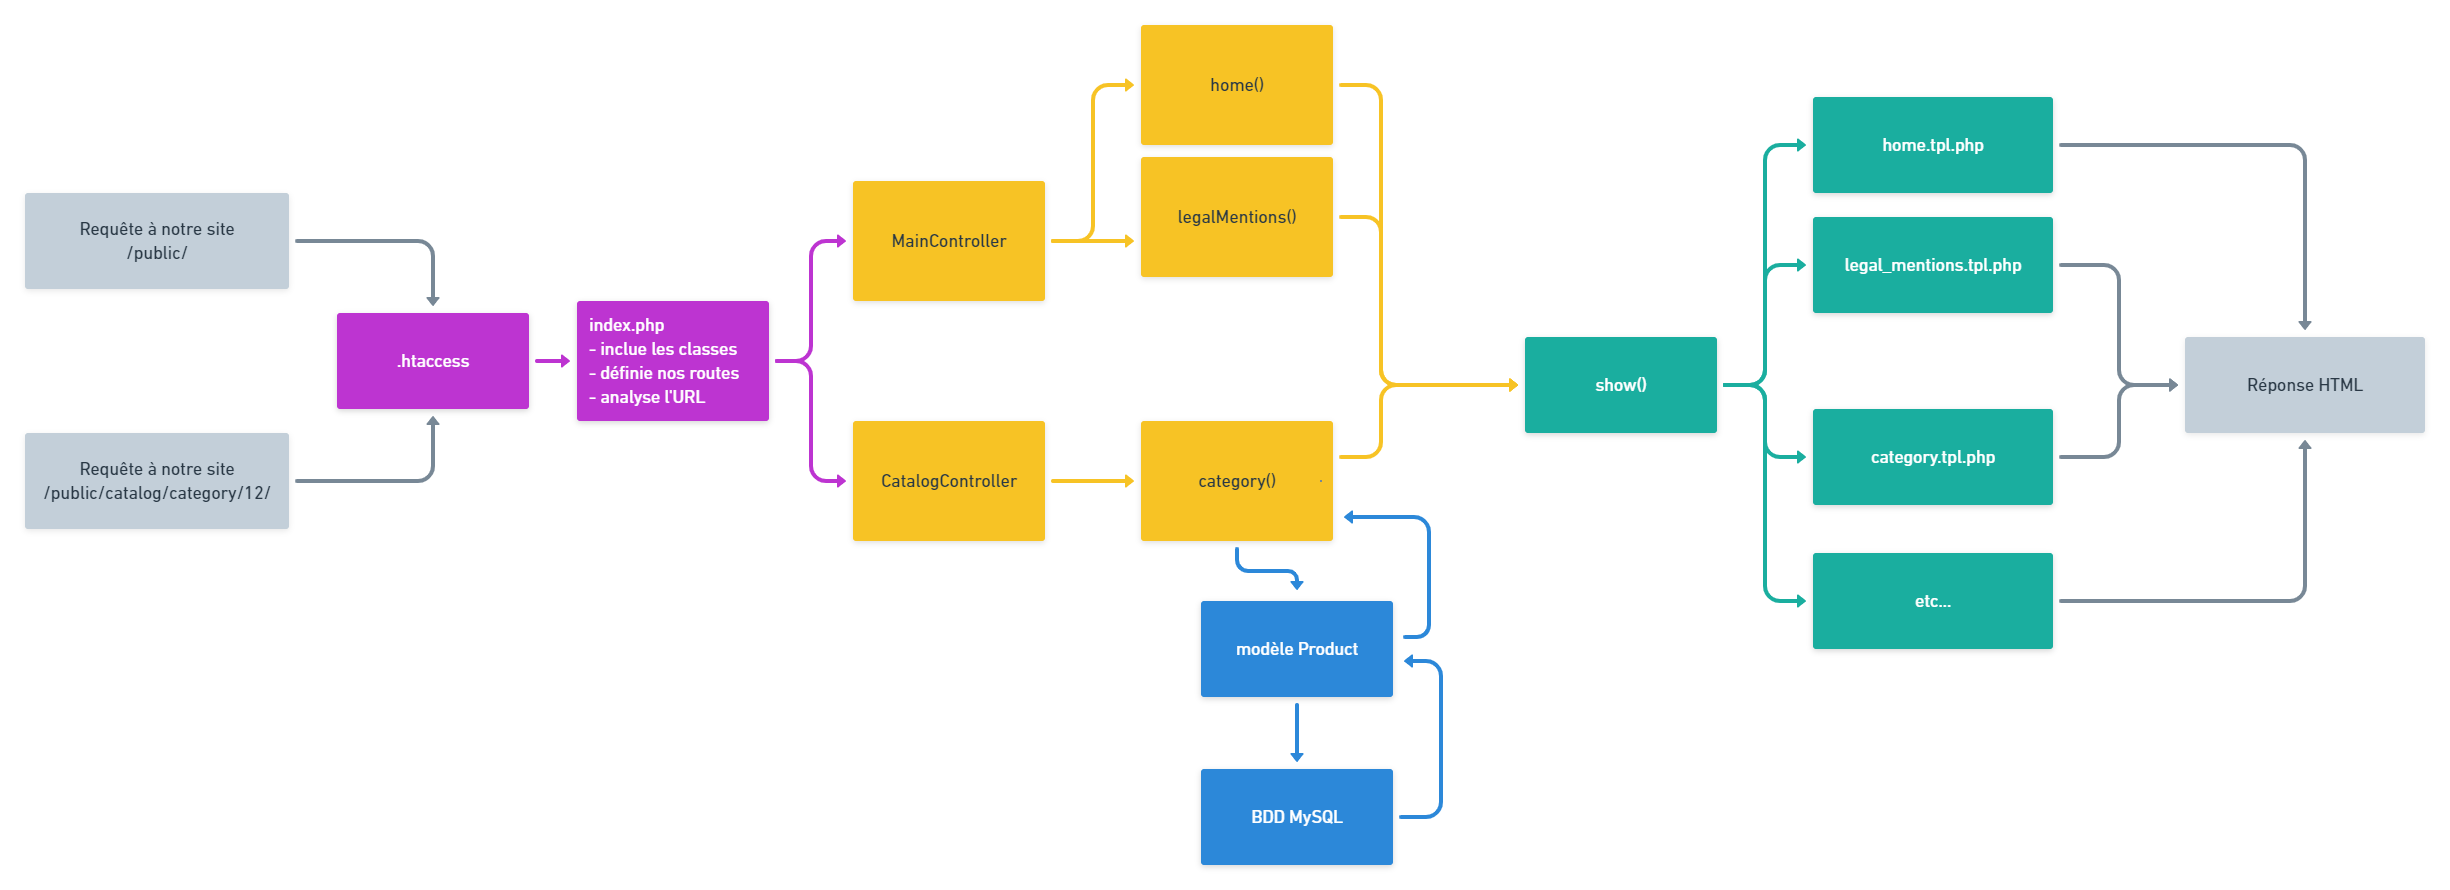 Requête à notre site
/public/
Requête à notre site
/public/catalog/category/12/
.htaccess
index.php
- inclue les classes
- définie nos routes
- analyse l'URL
MainController
CatalogController
home()
legalMentions()
category()
modèle Product
BDD MySQL
show()
home.tpl.php
legal_mentions.tpl.php
category.tpl.php
etc...
Réponse HTML